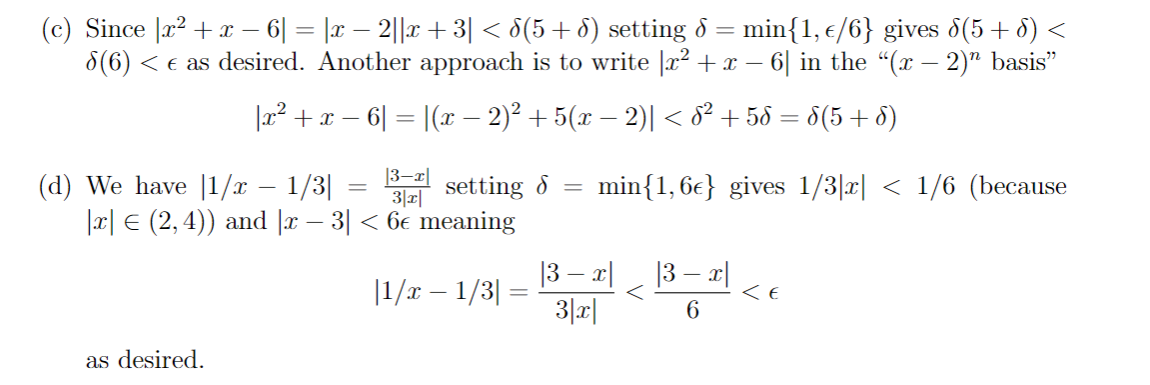 (c) Since |x² + x − 6| = |x − 2||x + 3| < δ(5 + δ) setting δ = min{1, ϵ/6} gives δ(5 + δ) <
δ(6) < ϵ as desired. Another approach is to write |x² + x − 6| in the “(x − 2)ⁿ basis”
|x² + x − 6| = |(x − 2)² + 5(x − 2)| < δ² + 5δ = δ(5 + δ)
(d) We have |1/x − 1/3| = |3−x|/3|x| setting δ = min{1, 6ϵ} gives 1/3|x| < 1/6 (because
|x| ∈ (2, 4)) and |x − 3| < 6ϵ meaning
|1/x − 1/3| = |3 − x|/3|x| < |3 − x|/6 < ϵ
as desired.